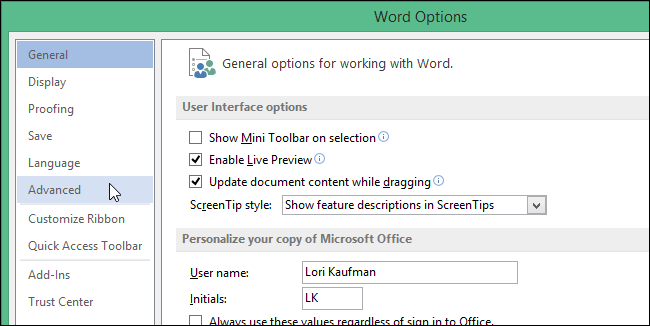 Word Options
General
Display
Proofing
Save
Language
Advanced
Customize Ribbon
Quick Access Toolbar
Add-Ins
Trust Center
General options for working with Word.
User Interface options
Show Mini Toolbar on selection
Enable Live Preview
Update document content while dragging
ScreenTip style: Show feature descriptions in ScreenTips
Personalize your copy of Microsoft Office
User name: Lori Kaufman
Initials: LK
Always use these values regardless of sign in to Office.